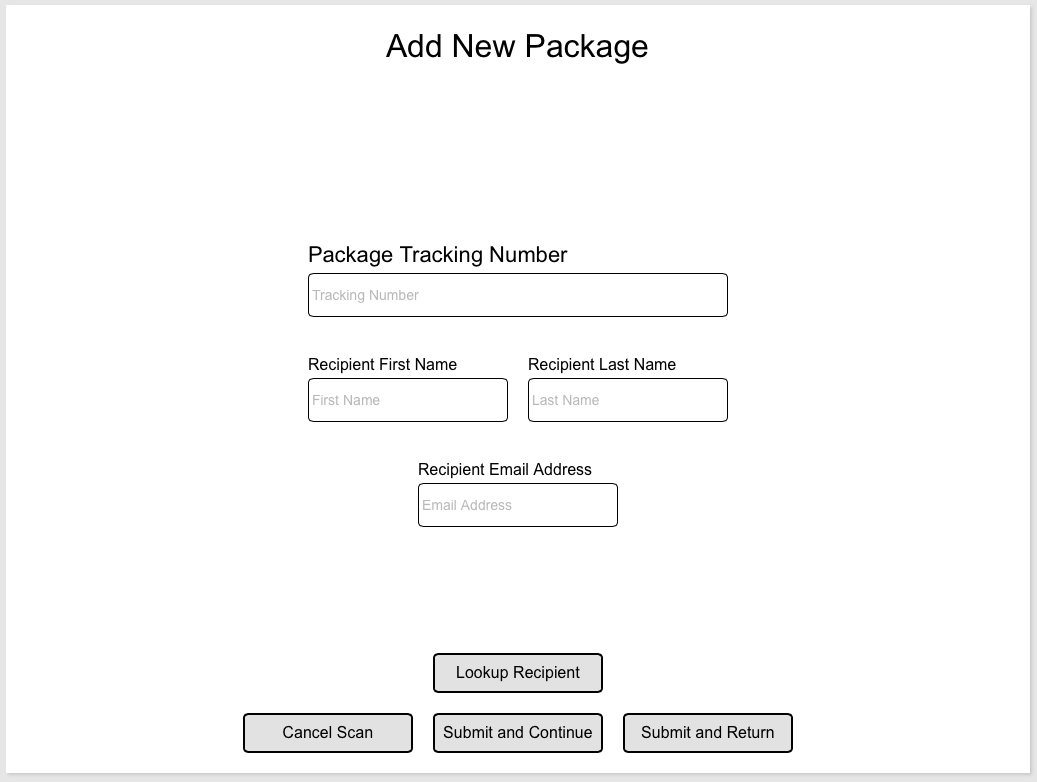 Add New Package
Package Tracking Number
Tracking Number
Recipient First Name
Recipient Last Name
First Name
Last Name
Recipient Email Address
Email Address
Lookup Recipient
Cancel Scan
Submit and Continue
Submit and Return